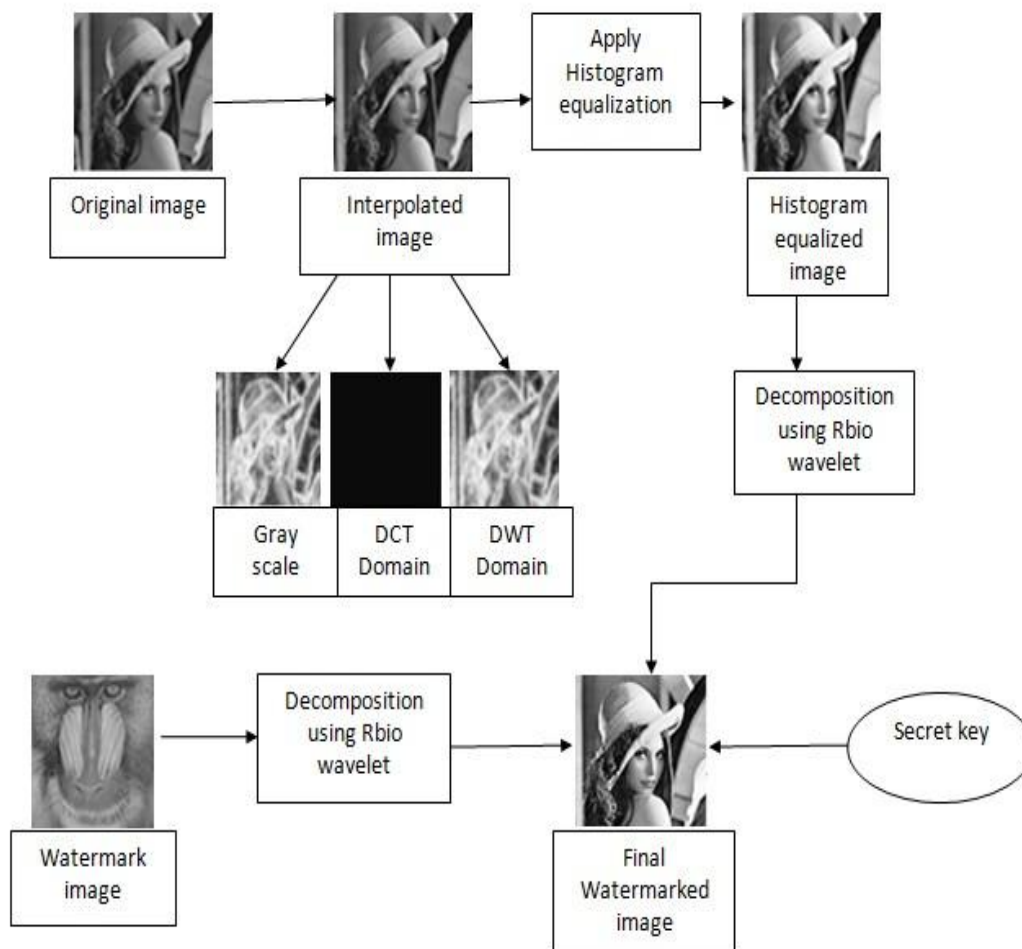 Apply
Histogram
equalization
Original image
Interpolated
image
Histogram
equalized
image
Decomposition
using Rbio
wavelet
Gray
scale
DCT
Domain
DWT
Domain
Decomposition
using Rbio
wavelet
Secret key
Watermark
image
Final
Watermarked
image